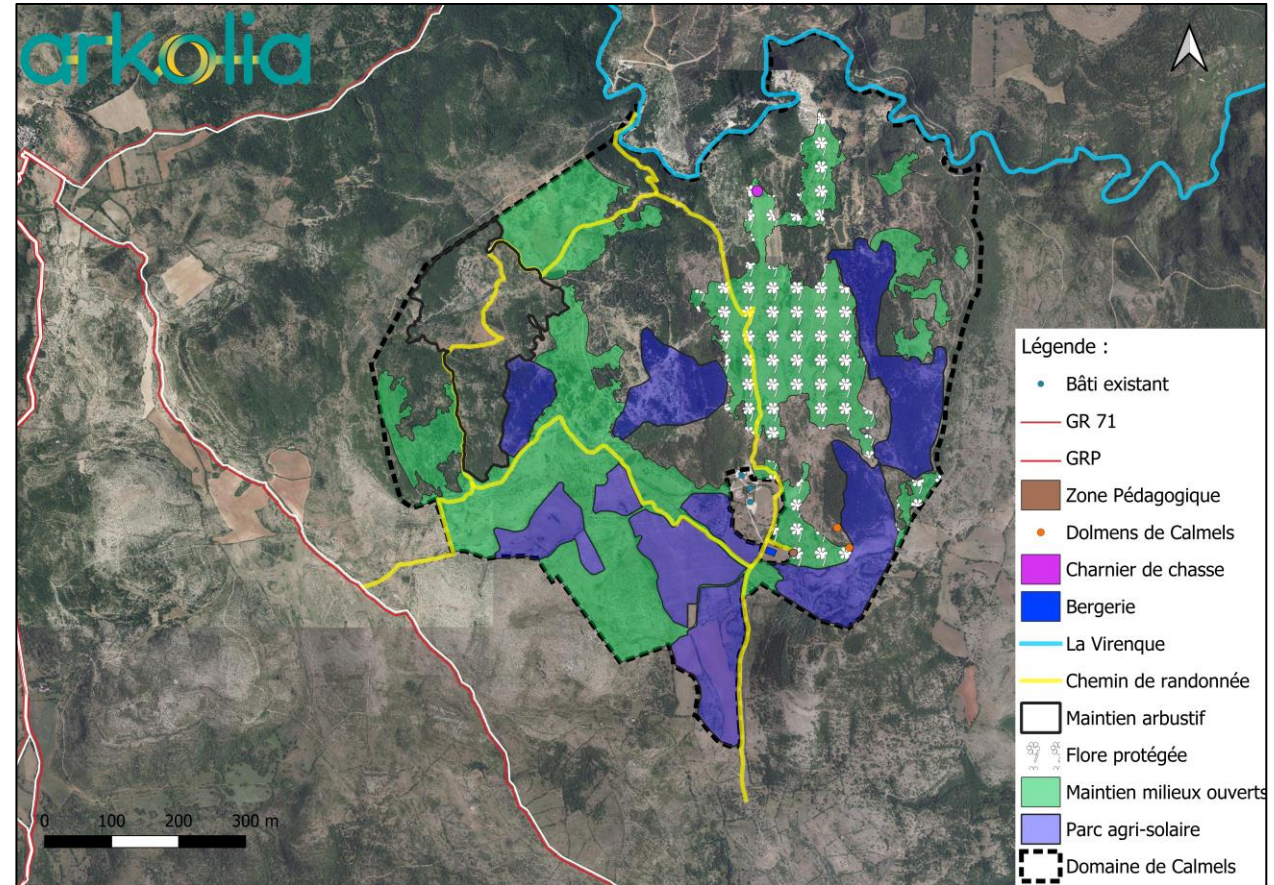 arkolia
Légende :
Bâti existant
GR 71
GRP
Zone Pédagogique
Dolmens de Calmels
Charnier de chasse
Bergerie
La Virenque
Chemin de randonnée
Maintien arbustif
Flore protégée
Maintien milieux ouverts
Parc agri-solaire
Domaine de Calmels
0 100 200 300 m